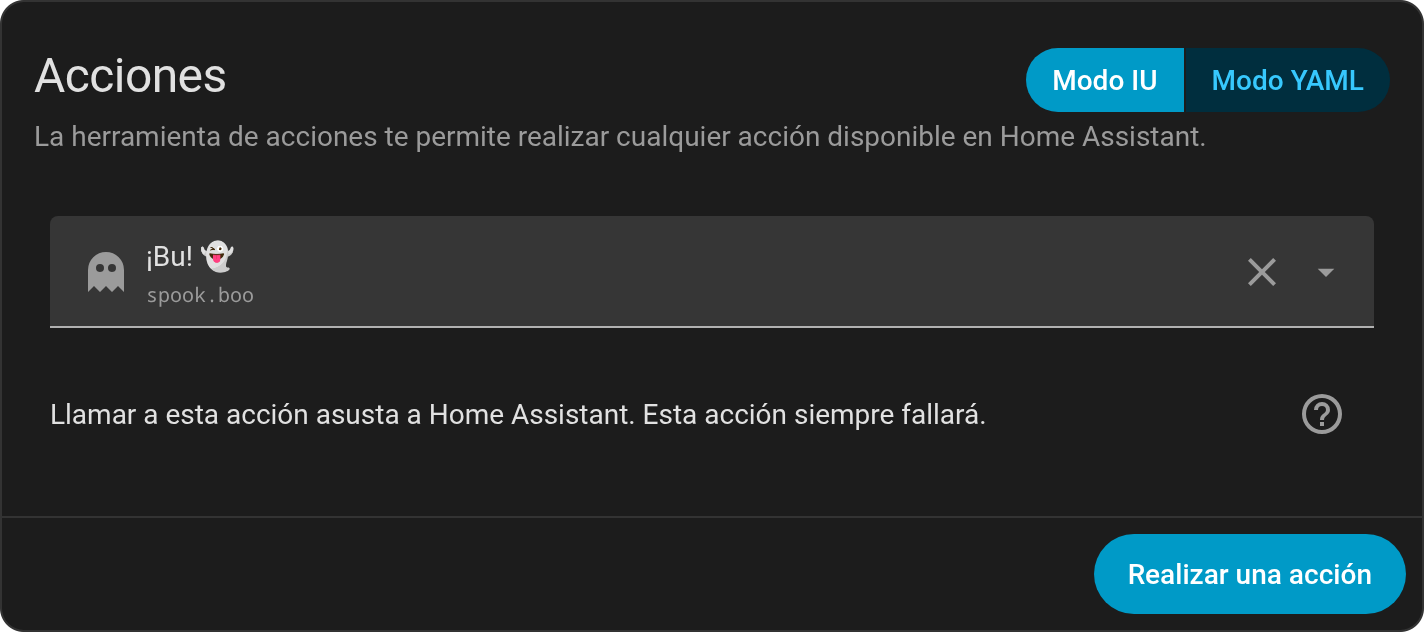 Acciones
Modo IU
Modo YAML
La herramienta de acciones te permite realizar cualquier acción disponible en Home Assistant.
¡Bu! 👻
spook.boo
Llamar a esta acción asusta a Home Assistant. Esta acción siempre fallará.
Realizar una acción